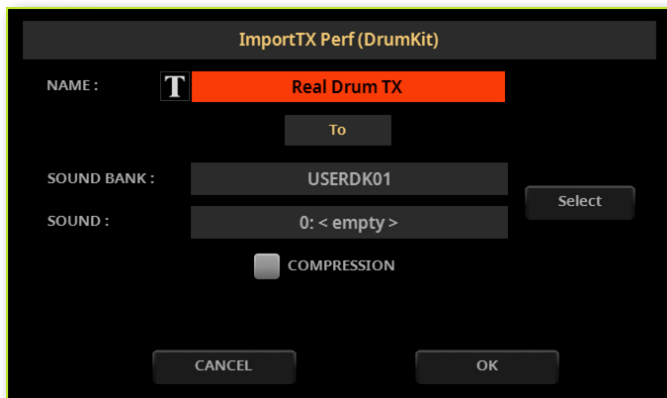 ImportTX Perf (DrumKit)
NAME :
T
Real Drum TX
To
SOUND BANK :
USERDK01
Select
SOUND :
0: < empty >
COMPRESSION
CANCEL
OK